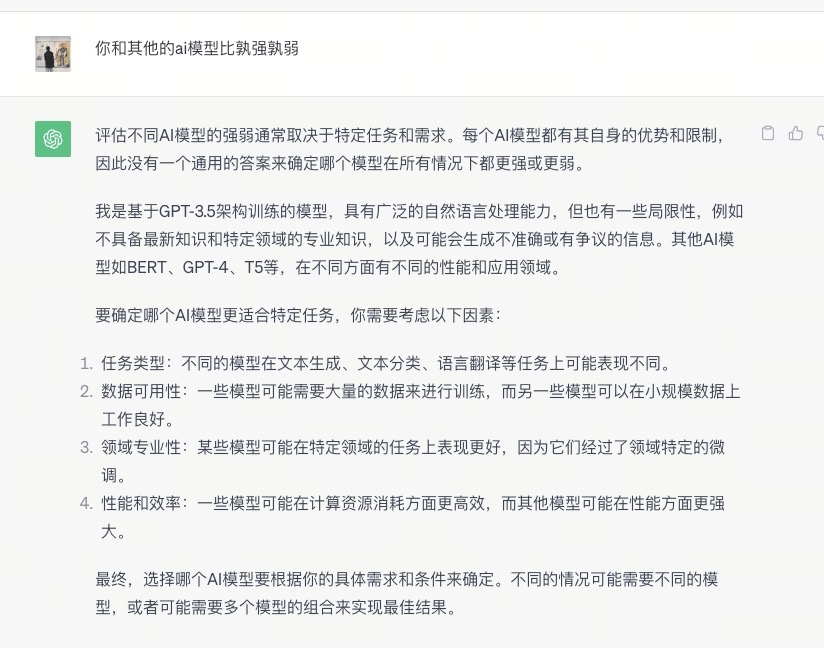 你和其他的ai模型比孰强孰弱
评估不同AI模型的强弱通常取决于特定任务和需求。每个AI模型都有其自身的优势和限制，
因此没有一个通用的答案来确定哪个模型在所有情况下都更强或更弱。
我是基于GPT-3.5架构训练的模型，具有广泛的自然语言处理能力，但也有一些局限性，例如
不具备最新知识和特定领域的专业知识，以及可能会生成不准确或有争议的信息。其他AI模
型如BERT、GPT-4、T5等，在不同方面有不同的性能和应用领域。
要确定哪个AI模型更适合特定任务，你需要考虑以下因素：
1. 任务类型：不同的模型在文本生成、文本分类、语言翻译等任务上可能表现不同。
2. 数据可用性：一些模型可能需要大量的数据来进行训练，而另一些模型可以在小规模数据上
工作良好。
3. 领域专业性：某些模型可能在特定领域的任务上表现更好，因为它们经过了领域特定的微
调。
4. 性能和效率：一些模型可能在计算资源消耗方面更高效，而其他模型可能在性能方面更强
大。
最终，选择哪个AI模型要根据你的具体需求和条件来确定。不同的情况可能需要不同的模
型，或者可能需要多个模型的组合来实现最佳结果。